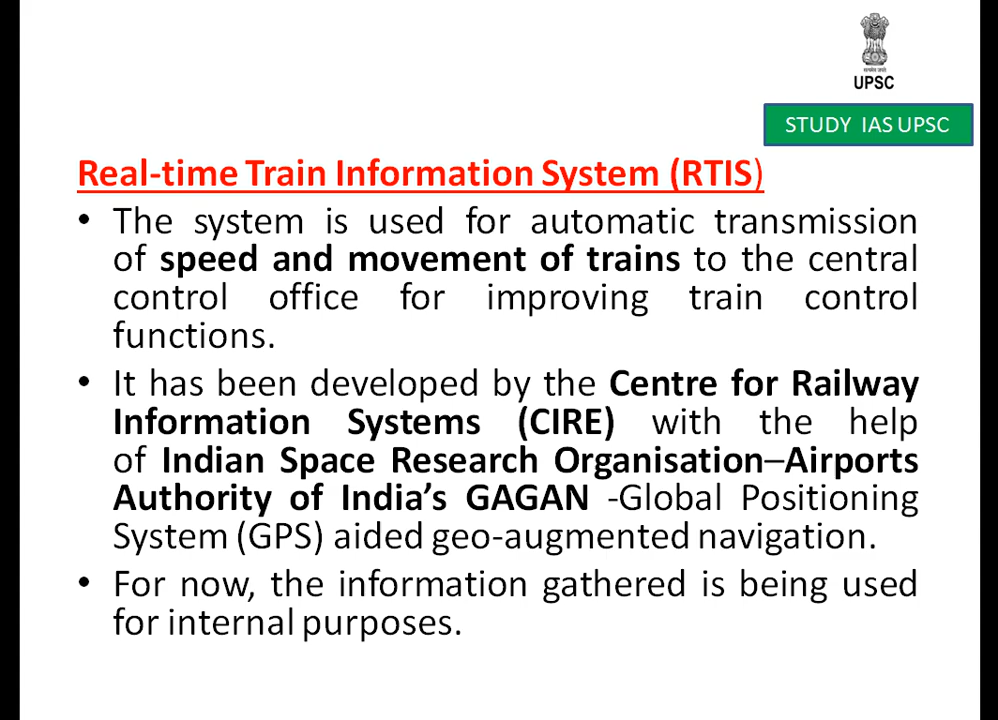 UPSC
STUDY IAS UPSC
Real-time Train Information System (RTIS)
• The system is used for automatic transmission
of speed and movement of trains to the central
control office for improving train control
functions.
• It has been developed by the Centre for Railway
Information Systems (CIRE) with the help
of Indian Space Research Organisation–Airports
Authority of India’s GAGAN -Global Positioning
System (GPS) aided geo-augmented navigation.
• For now, the information gathered is being used
for internal purposes.